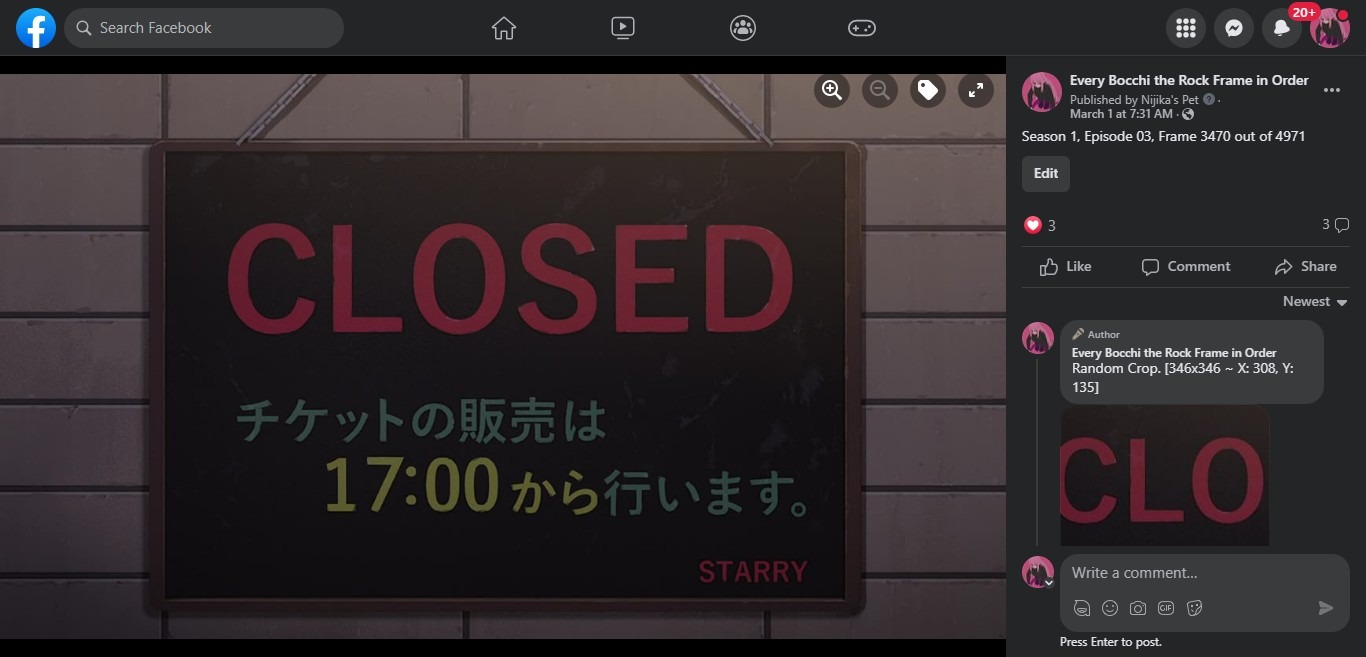 Search Facebook
20+
CLOSED
チケットの販売は
17:00から行います。
STARRY
Every Bocchi the Rock Frame in Order
Published by Nijika's Pet ·
March 1 at 7:31 AM ·
Season 1, Episode 03, Frame 3470 out of 4971
Edit
3
3
Like
Comment
Share
Newest
Author
Every Bocchi the Rock Frame in Order
Random Crop. [346x346 ~ X: 308, Y:
135]
CLO
Write a comment...
GIF
Press Enter to post.